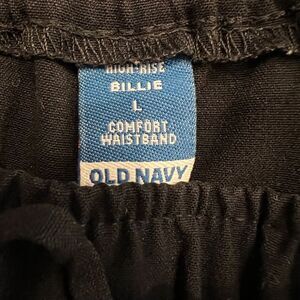 HIGH-RISE
BILLIE
L
COMFORT
WAISTBAND
OLD NAVY